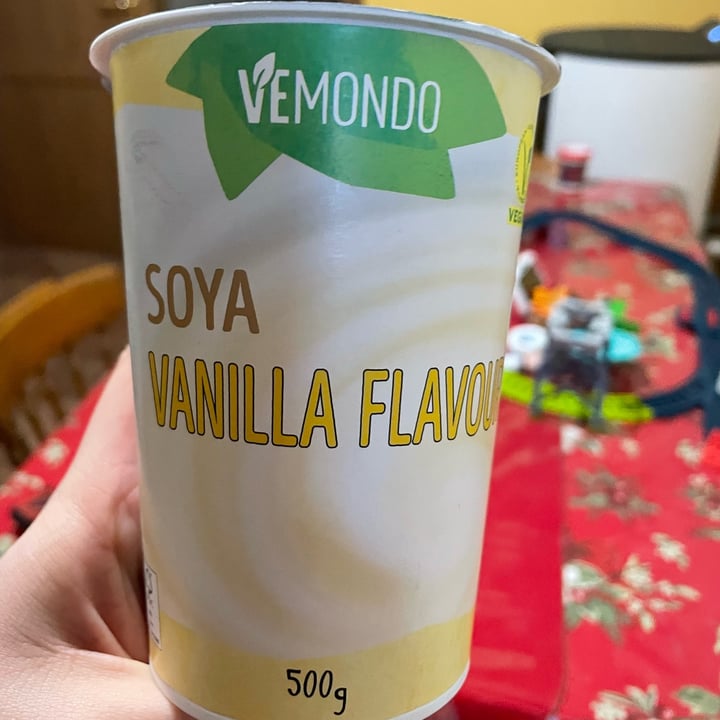 VEMONDO
SOYA
VANILLA FLAVOU
500g